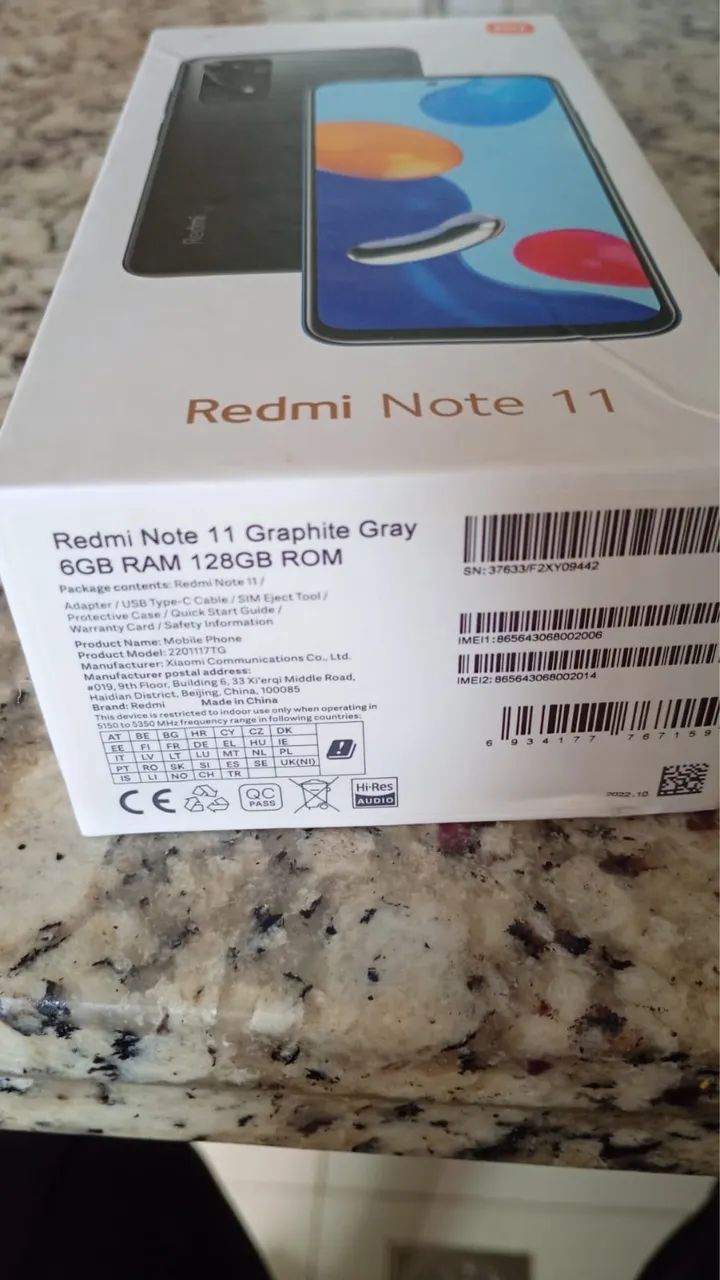 Redmi
Redmi Note 11
Redmi Note 11 Graphite Gray
6GB RAM 128GB ROM
Package contents: Redmi Note 11 /
Adapter / USB Type-C Cable / SIM Eject Tool /
Protective Case / Quick Start Guide /
Warranty Card / Safety Information
Product Name: Mobile Phone
Product Model: 2201117TG
Manufacturer: Xiaomi Communications Co., Ltd.
Manufacturer postal address:
#019, 9th Floor, Building 6, 33 Xi'erqi Middle Road,
Haidian District, Beijing, China, 100085
Brand: Redmi Made in China
This device is restricted to indoor use only when operating in
5150 to 5350 MHz frequency range in following countries:
AT BE BG HR CY CZ DK
EE FI FR DE EL HU IE
IT LV LT LU MT NL PL
PT RO SK SI ES SE UK(NI)
IS LI NO CH TR
CE
QC
PASS
Hi-Res
AUDIO
SN: 37633/F2XY09442
IMEI1: 865643068002006
IMEI2: 865643068002014
6 934177 767159
2022.10